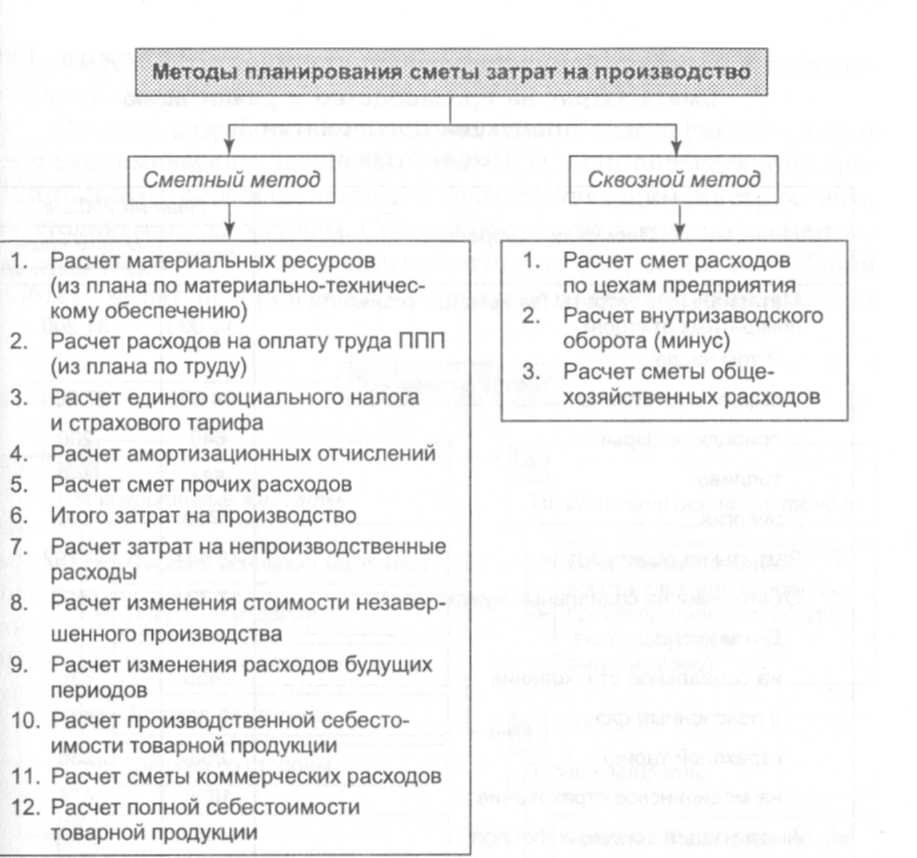 Методы планирования сметы затрат на производство
Сметный метод
Сквозной метод
1. Расчет материальных ресурсов
(из плана по материально-техничес-
кому обеспечению)
2. Расчет расходов на оплату труда ППП
(из плана по труду)
3. Расчет единого социального налога
и страхового тарифа
4. Расчет амортизационных отчислений
5. Расчет смет прочих расходов
6. Итого затрат на производство
7. Расчет затрат на непроизводственные
расходы
8. Расчет изменения стоимости незавер-
шенного производства
9. Расчет изменения расходов будущих
периодов
10. Расчет производственной себесто-
имости товарной продукции
11. Расчет сметы коммерческих расходов
12. Расчет полной себестоимости
товарной продукции
1. Расчет смет расходов
по цехам предприятия
2. Расчет внутризаводского
оборота (минус)
3. Расчет сметы обще-
хозяйственных расходов